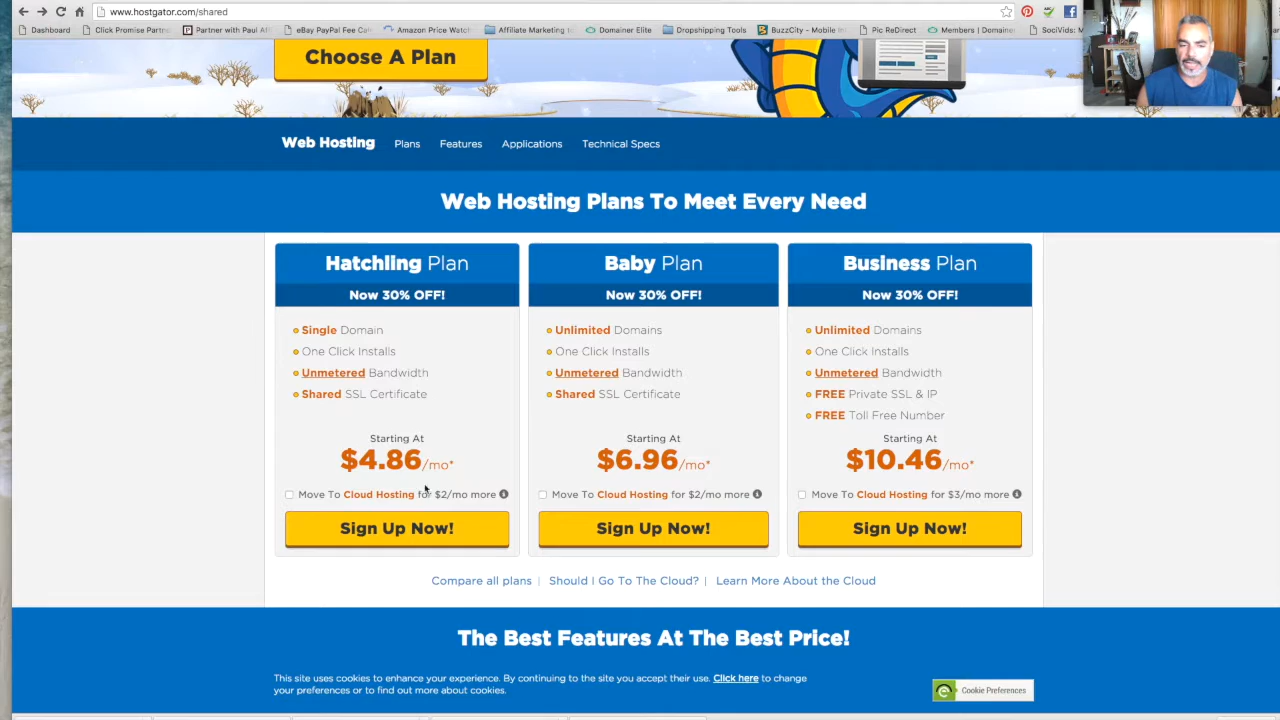 www.hostgator.com/shared
Dashboard
Click Promise Partne
Partner with Paul Af
eBay PayPal Fee Cal
Amazon Price Watch
Affiliate Marketing
Domainer Elite
Dropshipping Tools
BuzzCity - Mobile In
Pic ReDirect
Members | Domaine
SociVids:
Choose A Plan
Web Hosting
Plans
Features
Applications
Technical Specs
Web Hosting Plans To Meet Every Need
Hatchling Plan
Now 30% OFF!
Single Domain
One Click Installs
Unmetered Bandwidth
Shared SSL Certificate
Starting At
$4.86/mo*
Move To Cloud Hosting for $2/mo more
Sign Up Now!
Baby Plan
Now 30% OFF!
Unlimited Domains
One Click Installs
Unmetered Bandwidth
Shared SSL Certificate
Starting At
$6.96/mo*
Move To Cloud Hosting for $2/mo more
Sign Up Now!
Business Plan
Now 30% OFF!
Unlimited Domains
One Click Installs
Unmetered Bandwidth
FREE Private SSL & IP
FREE Toll Free Number
Starting At
$10.46/mo*
Move To Cloud Hosting for $3/mo more
Sign Up Now!
Compare all plans | Should I Go To The Cloud? | Learn More About the Cloud
The Best Features At The Best Price!
This site uses cookies to enhance your experience. By continuing to the site you accept their use. Click here to change
your preferences or to find out more about cookies.
Cookie Preferences